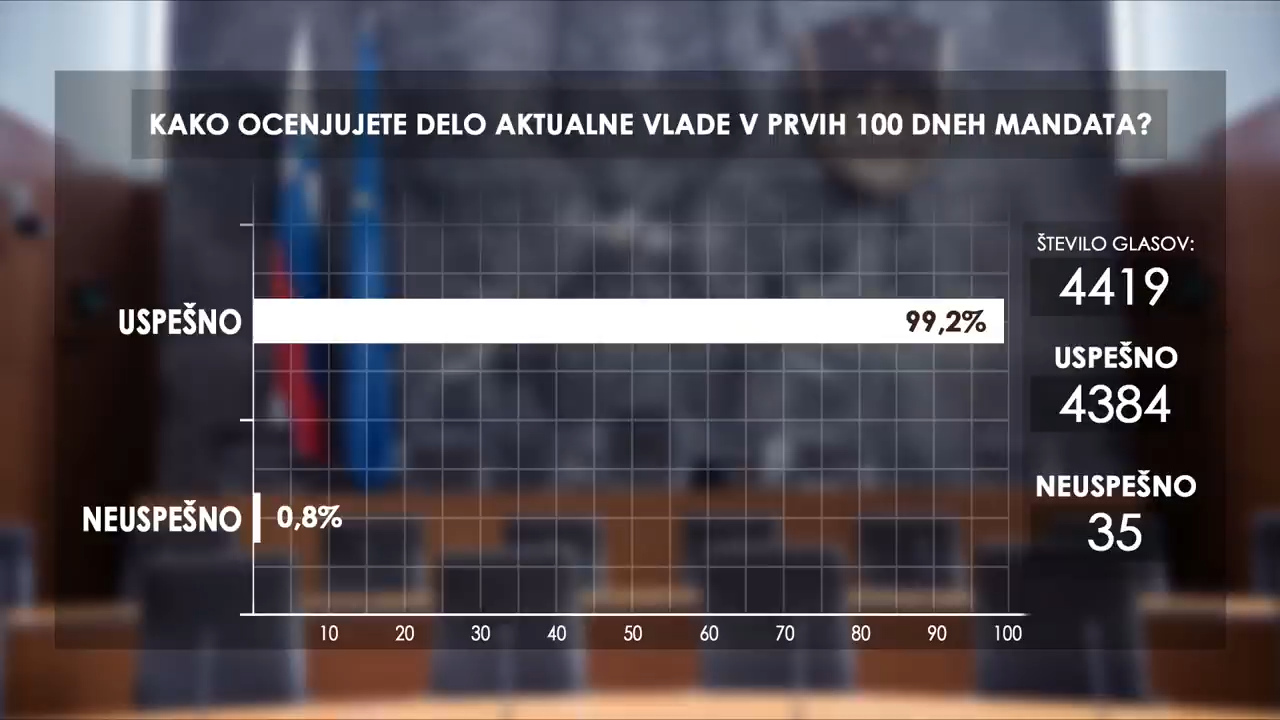 KAKO OCENJUJETE DELO AKTUALNE VLADE V PRVIH 100 DNEH MANDATA?
ŠTEVILO GLASOV:
4419
USPEŠNO
99,2%
USPEŠNO
4384
NEUSPEŠNO
0,8%
NEUSPEŠNO
35
10 20 30 40 50 60 70 80 90 100